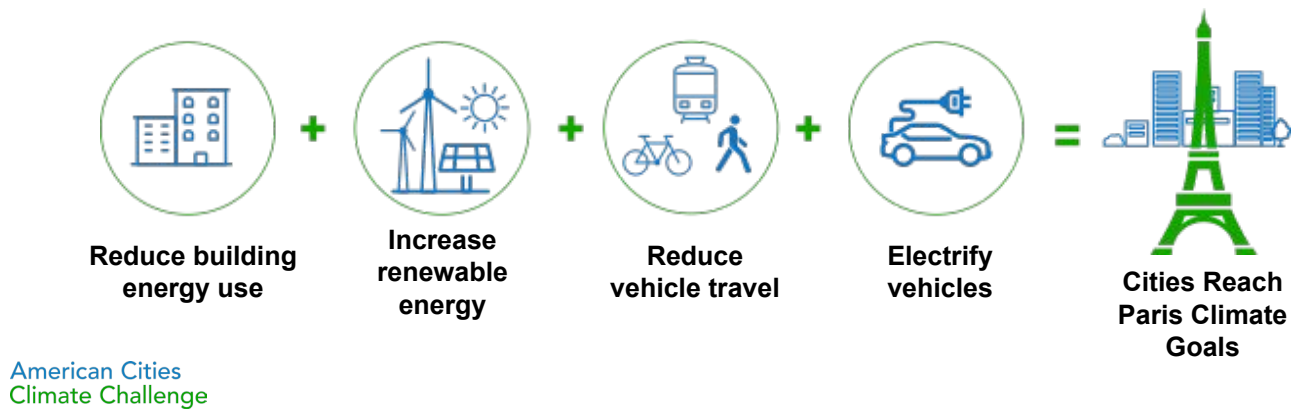 +
+
+
=
Reduce building
energy use
Increase
renewable
energy
Reduce
vehicle travel
Electrify
vehicles
Cities Reach
Paris Climate
Goals
American Cities
Climate Challenge